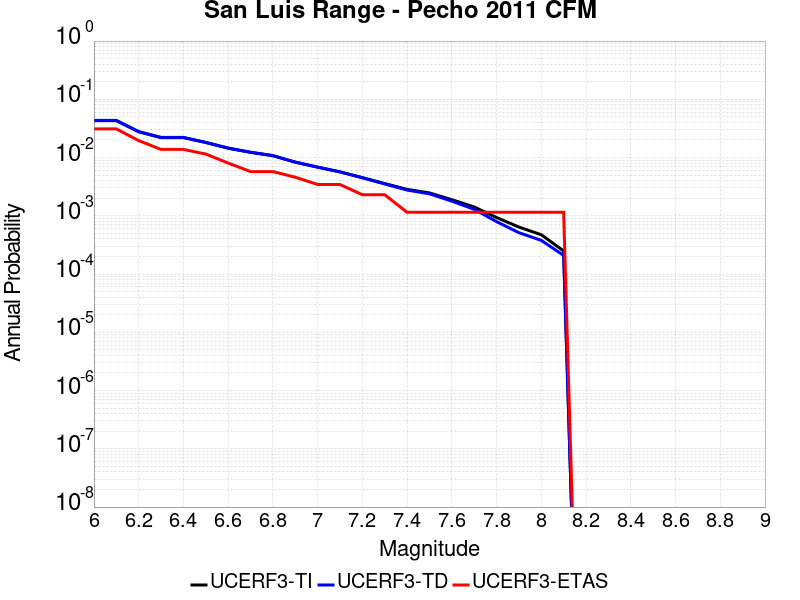 San Luis Range - Pecho 2011 CFM
10^0
10^-1
10^-2
10^-3
10^-4
10^-5
10^-6
10^-7
10^-8
Annual Probability
6 6.2 6.4 6.6 6.8 7 7.2 7.4 7.6 7.8 8 8.2 8.4 8.6 8.8 9
Magnitude
UCERF3-TI UCERF3-TD UCERF3-ETAS